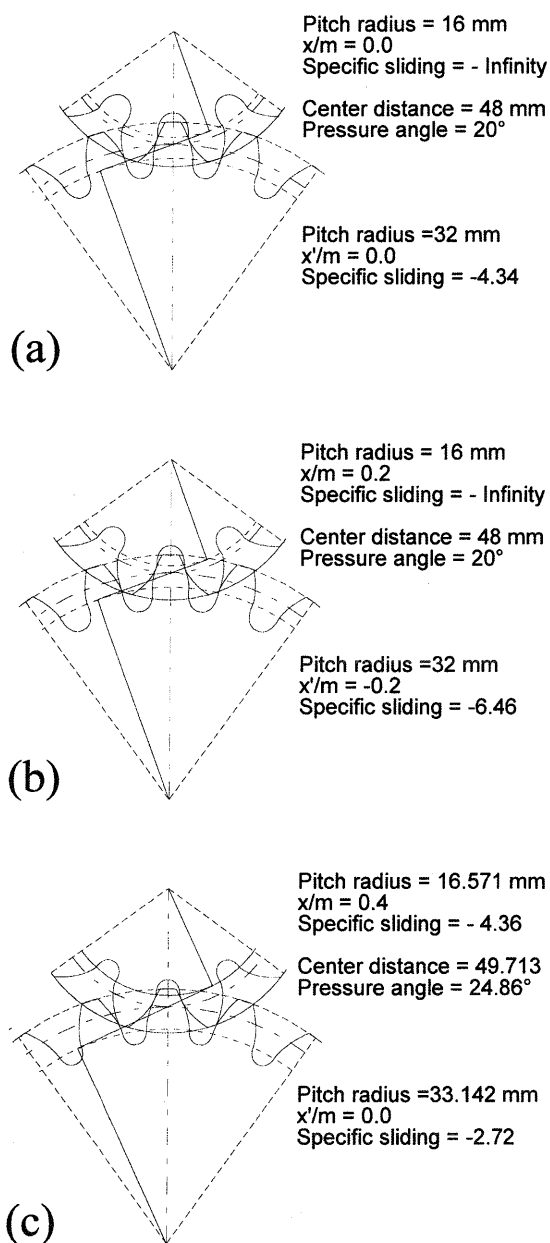 Pitch radius = 16 mm
x/m = 0.0
Specific sliding = - Infinity
Center distance = 48 mm
Pressure angle = 20°
Pitch radius =32 mm
x'/m = 0.0
Specific sliding = -4.34
(a)
Pitch radius = 16 mm
x/m = 0.2
Specific sliding = - Infinity
Center distance = 48 mm
Pressure angle = 20°
Pitch radius =32 mm
x'/m = -0.2
Specific sliding = -6.46
(b)
Pitch radius = 16.571 mm
x/m = 0.4
Specific sliding = - 4.36
Center distance = 49.713
Pressure angle = 24.86°
Pitch radius =33.142 mm
x'/m = 0.0
Specific sliding = -2.72
(c)